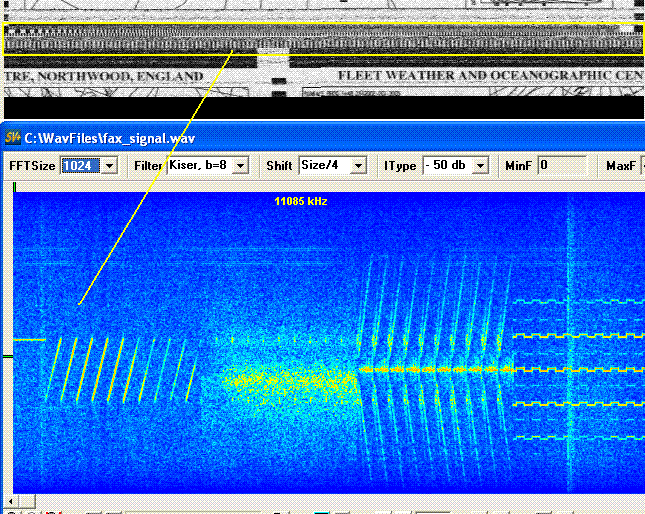 TRE, NORTHWOOD, ENGLAND FLEET WEATHER AND OCEANOGRAPHIC CEN
C:\WavFiles\fax_signal.wav
FFTSize 1024 Filter Kiser, b=8 Shift Size/4 IType - 50 db MinF 0 MaxF
11085 kHz